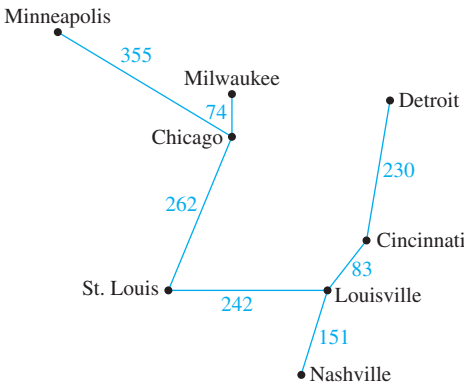 Minneapolis
355
Milwaukee
74
Detroit
Chicago
230
262
Cincinnati
83
St. Louis
242
Louisville
151
Nashville